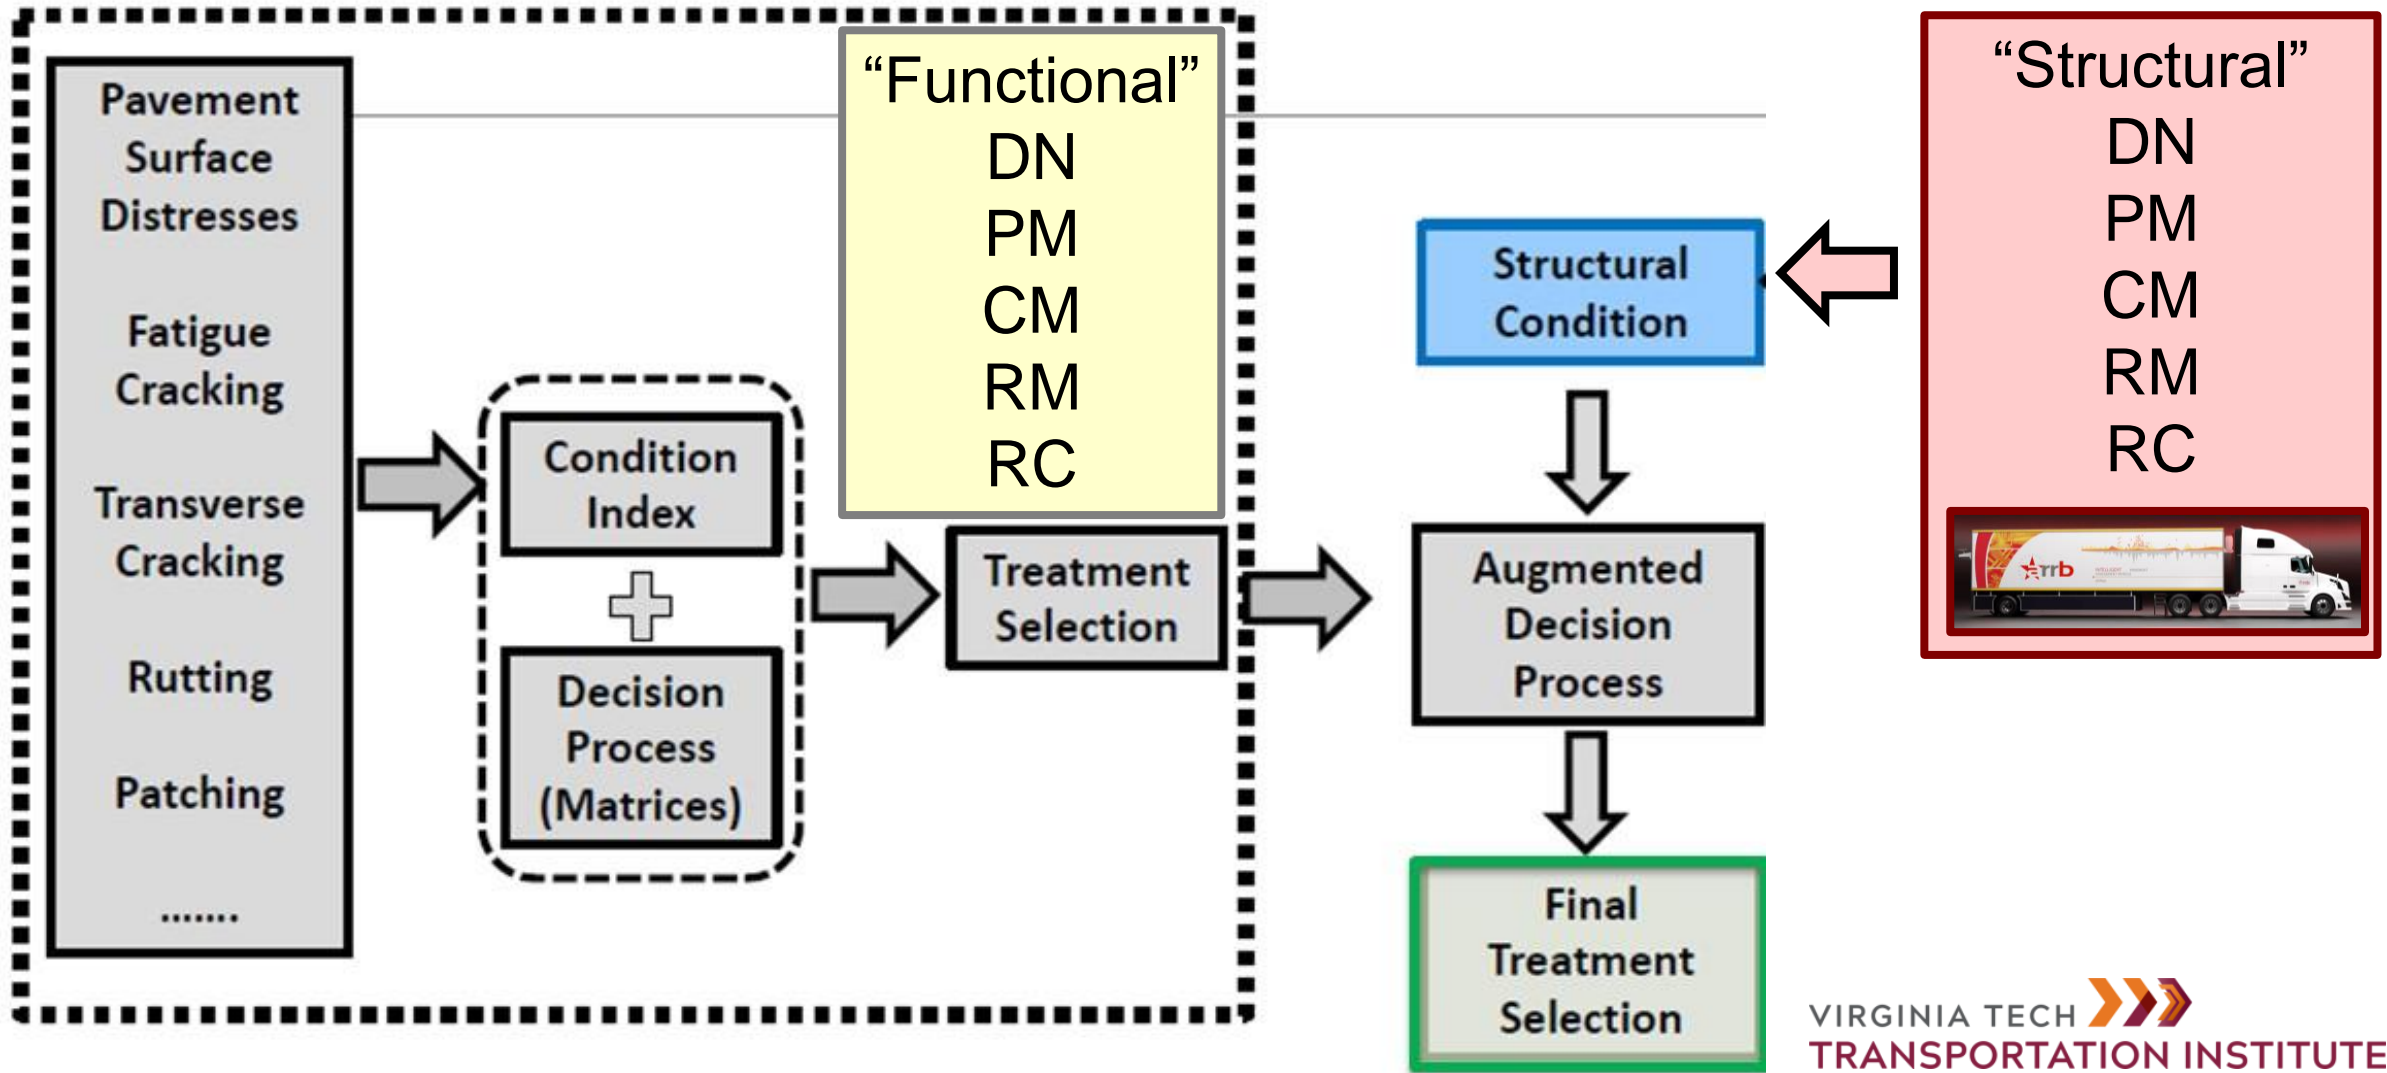 Pavement
Surface
Distresses
Fatigue
Cracking
Transverse
Cracking
Rutting
Patching
.......
Condition
Index
Decision
Process
(Matrices)
“Functional”
DN
PM
CM
RM
RC
Treatment
Selection
Structural
Condition
Augmented
Decision
Process
Final
Treatment
Selection
“Structural”
DN
PM
CM
RM
RC
arrb
VIRGINIA TECH
TRANSPORTATION INSTITUTE